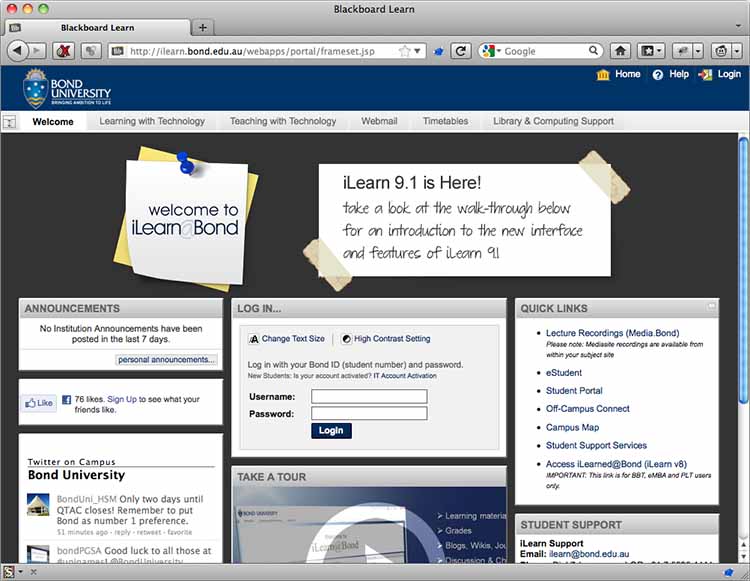 Blackboard Learn
Blackboard Learn
http://ilearn.bond.edu.au/webapps/portal/frameset.jsp
Google
BOND
UNIVERSITY
BRINGING AMBITION TO LIFE
Home Help Login
Welcome Learning with Technology Teaching with Technology Webmail Timetables Library & Computing Support
welcome to
iLearn@Bond
iLearn 9.1 is Here!
take a look at the walk-through below
for an introduction to the new interface
and features of iLearn 9.1
ANNOUNCEMENTS
No Institution Announcements have been
posted in the last 7 days.
personal announcements...
Like
76 likes. Sign Up to see what your
friends like.
Twitter on Campus
Bond University
BondUni_HSM Only two days until
QTAC closes! Remember to put
Bond as number 1 preference.
51 minutes ago · reply · retweet · favorite
bondPGSA Good luck to all those at
LOG IN...
Change Text Size
High Contrast Setting
Log in with your Bond ID (student number) and password.
New Students: Is your account activated? IT Account Activation
Username:
Password:
Login
TAKE A TOUR
BOND UNIVERSITY
Welcome to
iLearn@Bond
Learning materia
Grades
Blogs, Wikis, Jou
Discussion & Ch
QUICK LINKS
Lecture Recordings (Media.Bond)
Please note: Mediasite recordings are available from
within your subject site
eStudent
Student Portal
Off-Campus Connect
Campus Map
Student Support Services
Access iLearned@Bond (iLearn v8)
IMPORTANT: This link is for BBT, eMBA and PLT users
only.
STUDENT SUPPORT
iLearn Support
Email: ilearn@bond.edu.au